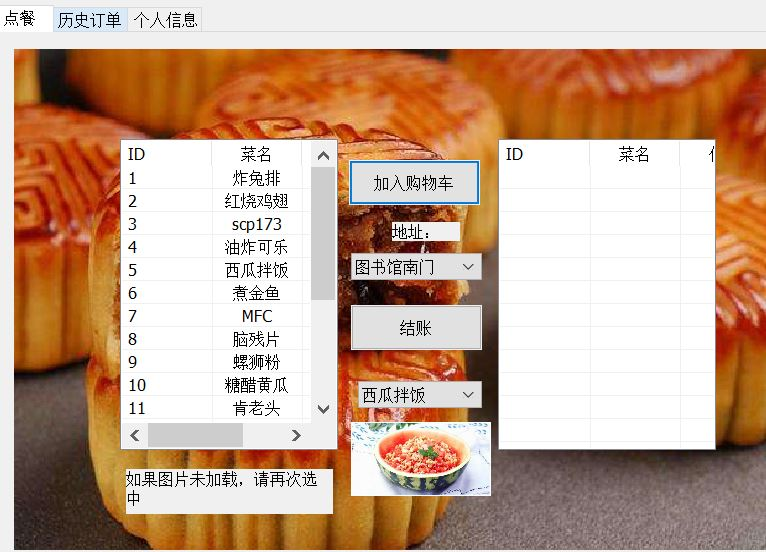 点餐 历史订单 个人信息
ID 菜名
1 炸兔排
2 红烧鸡翅
3 scp173
4 油炸可乐
5 西瓜拌饭
6 煮金鱼
7 MFC
8 脑残片
9 螺狮粉
10 糖醋黄瓜
11 肯老头
加入购物车
地址：
图书馆南门
结账
西瓜拌饭
ID 菜名
如果图片未加载，请再次选
中